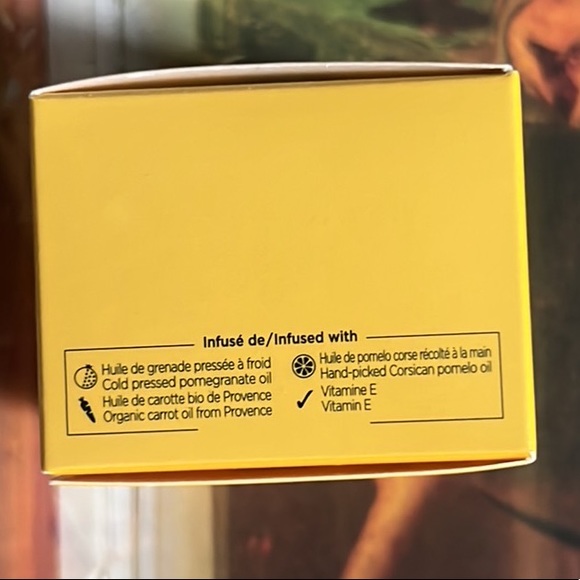 Infusé de/Infused with
Huile de grenade pressée à froid
Cold pressed pomegranate oil
Huile de carotte bio de Provence
Organic carrot oil from Provence
Huile de pomelo corse récolté à la main
Hand-picked Corsican pomelo oil
Vitamine E
Vitamin E